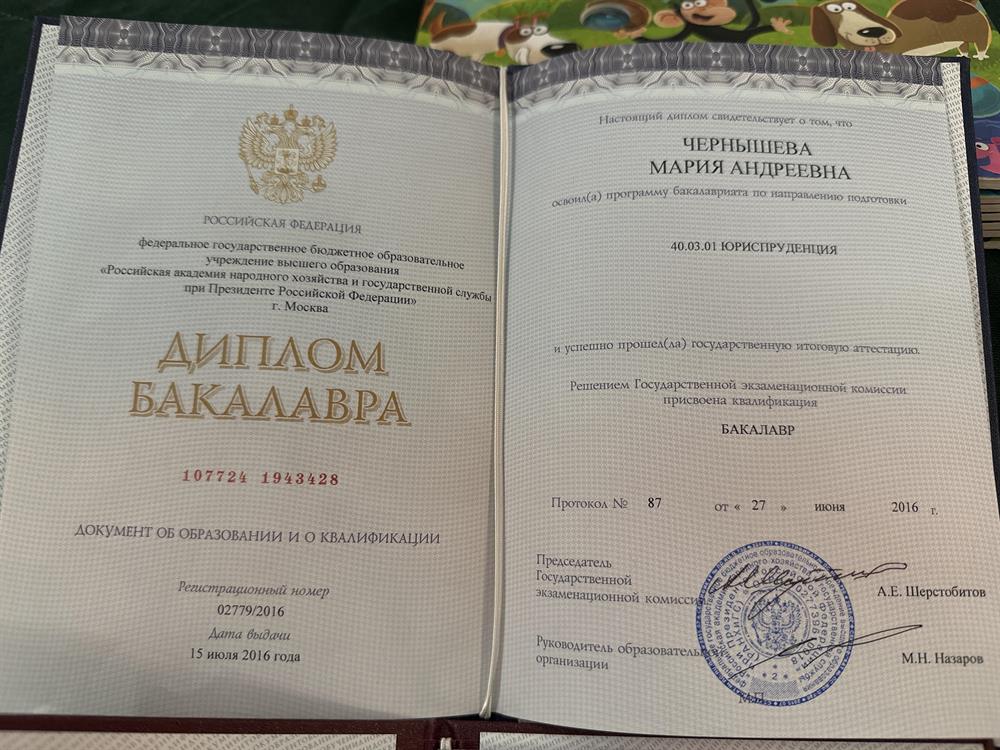 РОССИЙСКАЯ ФЕДЕРАЦИЯ
федеральное государственное бюджетное образовательное
учреждение высшего образования
«Российская академия народного хозяйства и государственной службы
при Президенте Российской Федерации»
г. Москва
ДИПЛОМ
БАКАЛАВРА
107724 1943428
ДОКУМЕНТ ОБ ОБРАЗОВАНИИ И О КВАЛИФИКАЦИИ
Регистрационный номер
02779/2016
Дата выдачи
15 июля 2016 года
Настоящий диплом свидетельствует о том, что
ЧЕРНЫШЕВА
МАРИЯ АНДРЕЕВНА
освоил(а) программу бакалавриата по направлению подготовки
40.03.01 ЮРИСПРУДЕНЦИЯ
и успешно прошел(ла) государственную итоговую аттестацию.
Решением Государственной экзаменационной комиссии
присвоена квалификация
БАКАЛАВР
Протокол № 87 от « 27 » июня 2016 г.
Председатель
Государственной
экзаменационной комиссии
А.Е. Шерстобитов
Руководитель
организации
М.Н. Назаров
М.П.